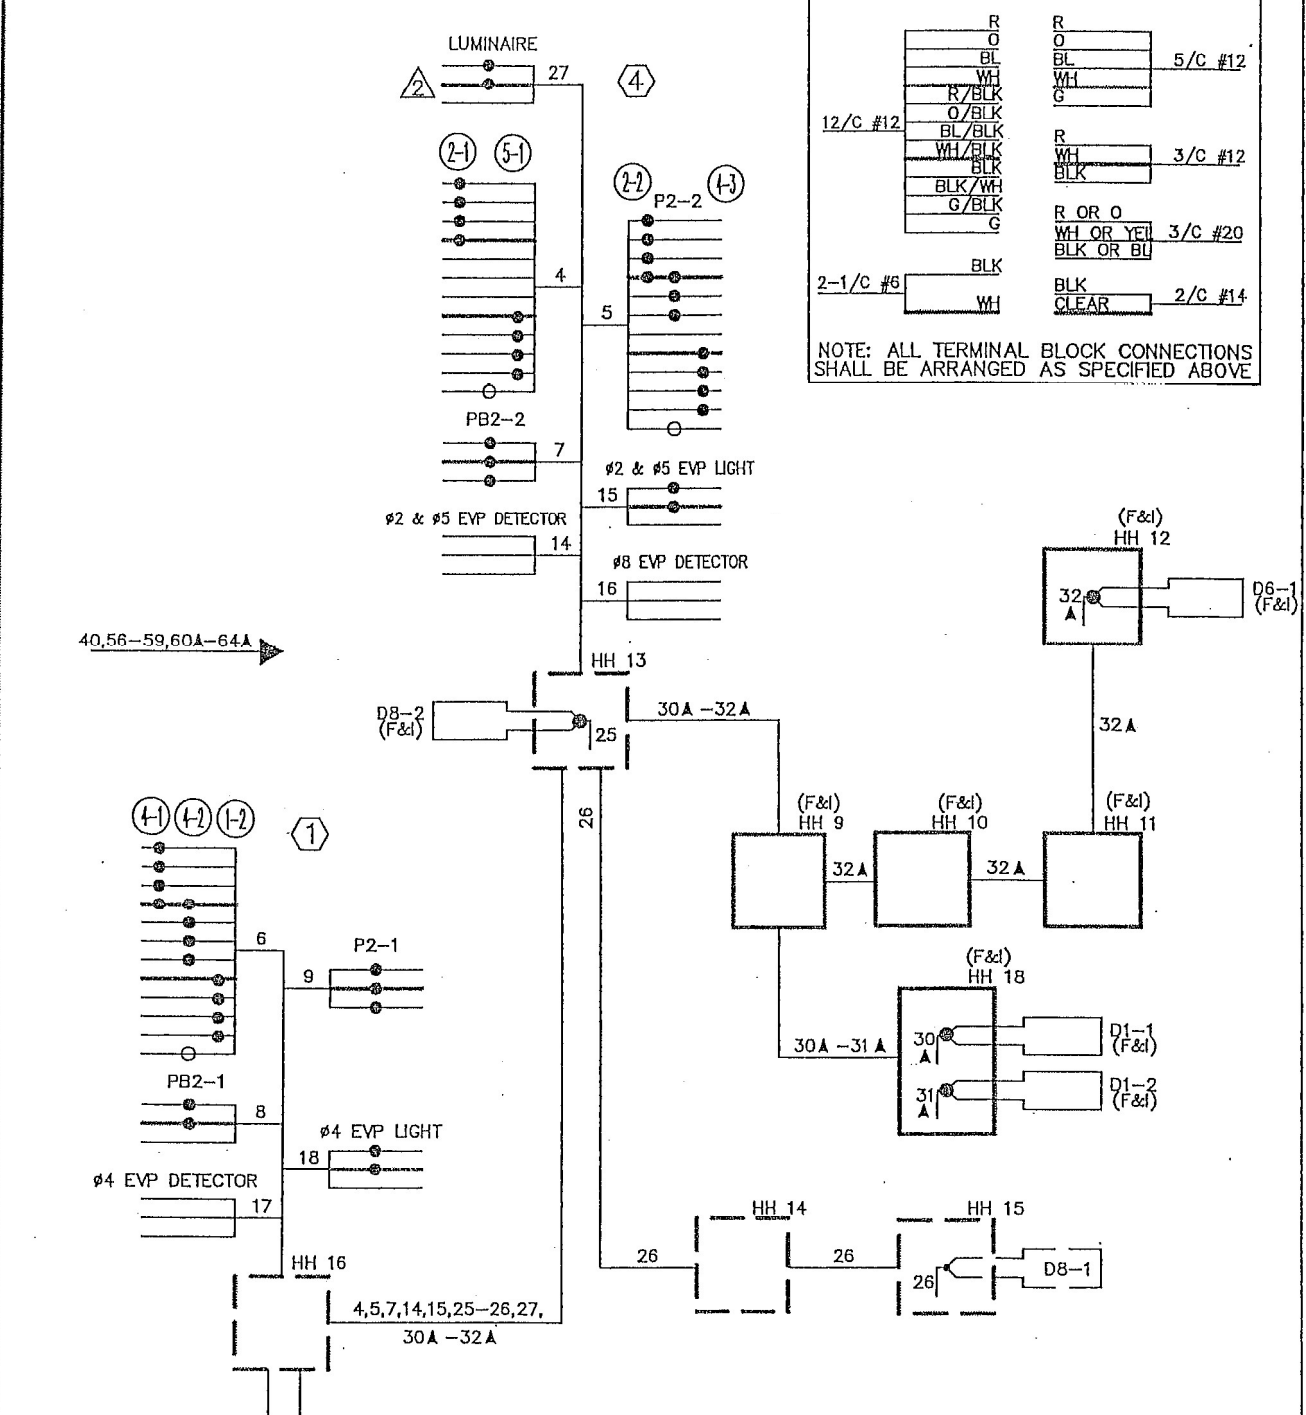 LUMINAIRE
27
2
4
2-1
5-1
2-2
4-3
P2-2
4
5
PB2-2
7
ø2 & ø5 EVP LIGHT
15
ø2 & ø5 EVP DETECTOR
14
ø8 EVP DETECTOR
16
R
O
BL
WH
R/BLK
O/BLK
BL/BLK
WH/BLK
BLK
BLK/WH
G/BLK
G
12/C #12
R
O
BL
WH
G
5/C #12
R
WH
BLK
3/C #12
R OR O
WH OR YEL
BLK OR BL
3/C #20
BLK
WH
2-1/C #6
BLK
CLEAR
2/C #14
NOTE: ALL TERMINAL BLOCK CONNECTIONS
SHALL BE ARRANGED AS SPECIFIED ABOVE
(F&I)
HH 12
32
A
D6-1
(F&I)
32A
40,56-59,60A-64A
HH 13
D8-2
(F&I)
25
30A-32A
26
(F&I)
HH 9
32A
(F&I)
HH 10
32A
(F&I)
HH 11
4-1
4-2
1-2
1
6
P2-1
9
PB2-1
8
ø4 EVP LIGHT
18
ø4 EVP DETECTOR
17
30A-31A
(F&I)
HH 18
30
A
D1-1
(F&I)
31
A
D1-2
(F&I)
HH 16
4,5,7,14,15,25-26,27,
30A-32A
26
HH 14
26
HH 15
26
D8-1